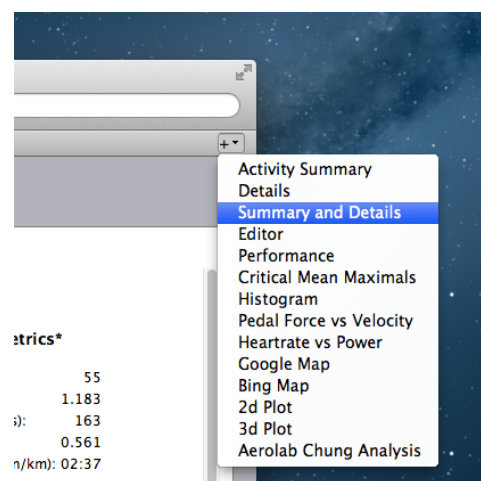 +
Activity Summary
Details
Summary and Details
Editor
Performance
Critical Mean Maximals
Histogram
Pedal Force vs Velocity
Heartrate vs Power
Google Map
Bing Map
2d Plot
3d Plot
Aerolab Chung Analysis
etrics*
55
1.183
s): 163
0.561
n/km): 02:37